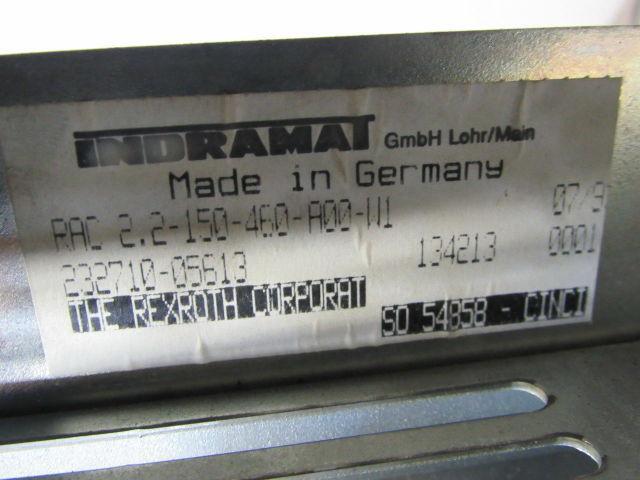 INDRAMAT GmbH Lohr/Main
Made in Germany
RAC 2.2-150-460-A00-W1 07/9
232710-05613 134213 0001
THE REXROTH CORPORAT SO 54858 - CINCI